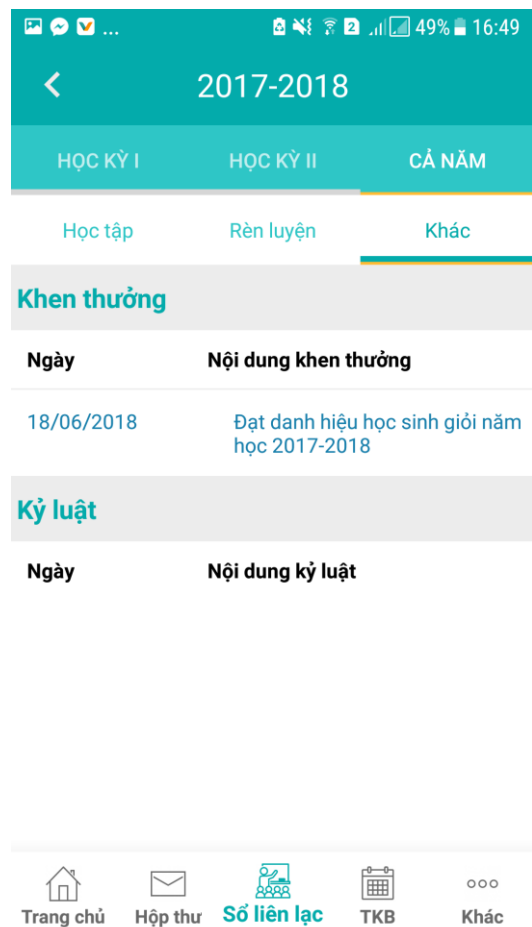 ... 2 49% 16:49
2017-2018
HỌC KỲ I HỌC KỲ II CẢ NĂM
Học tập Rèn luyện Khác
Khen thưởng
Ngày Nội dung khen thưởng
18/06/2018 Đạt danh hiệu học sinh giỏi năm
học 2017-2018
Kỷ luật
Ngày Nội dung kỷ luật
Trang chủ Hộp thư Sổ liên lạc TKB Khác